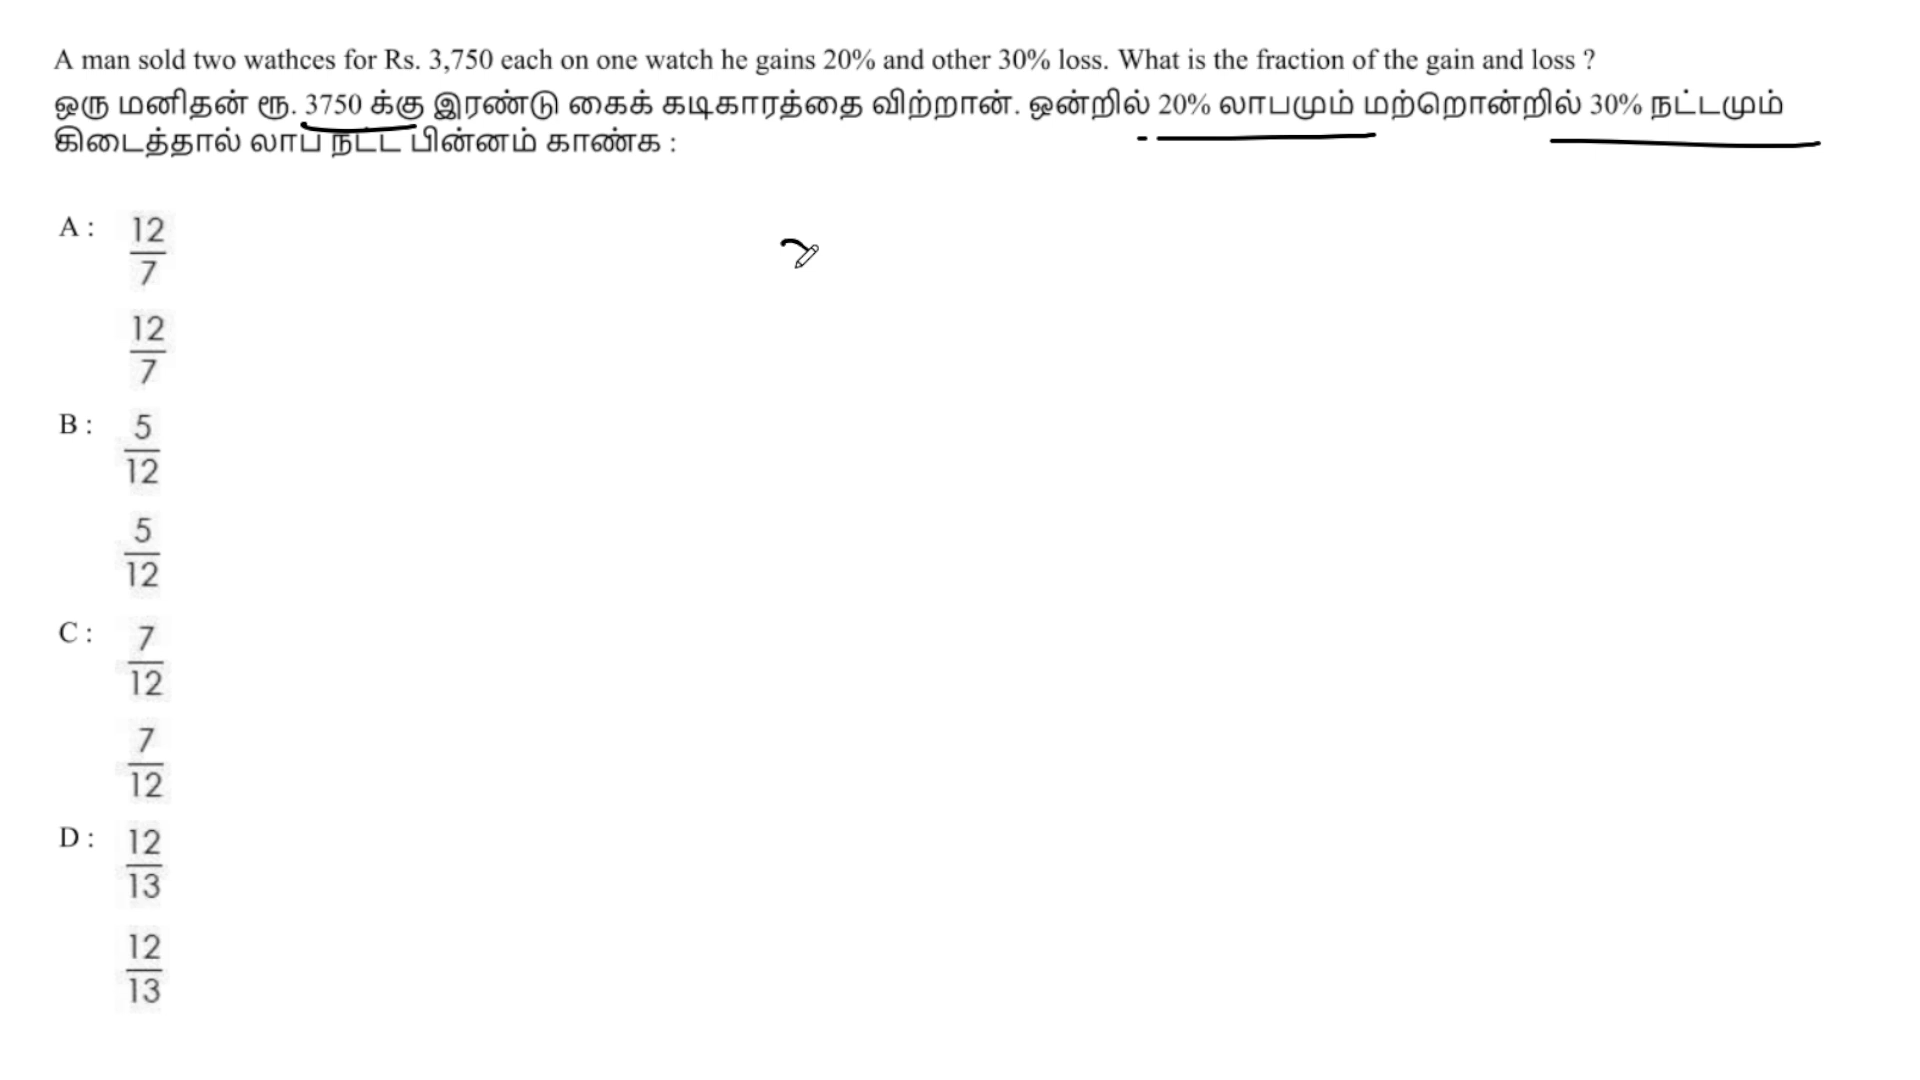 A man sold two wathces for Rs. 3,750 each on one watch he gains 20% and other 30% loss. What is the fraction of the gain and loss ?
ஒரு மனிதன் ரூ. 3750 க்கு இரண்டு கைக் கடிகாரத்தை விற்றான். ஒன்றில் 20% லாபமும் மற்றொன்றில் 30% நட்டமும்
கிடைத்தால் லாப நட்ட பின்னம் காண்க :
A : 12/7
12/7
B : 5/12
5/12
C : 7/12
7/12
D : 12/13
12/13